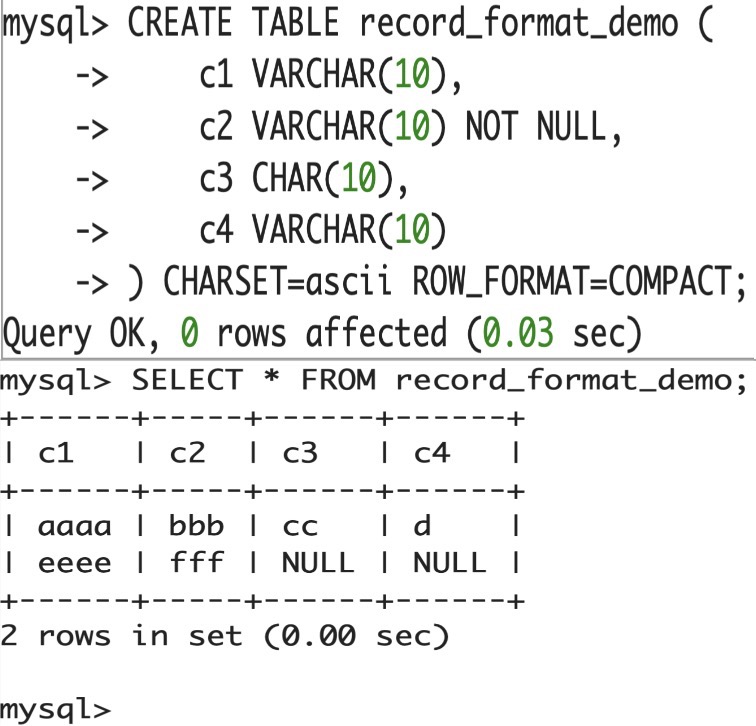 mysql> CREATE TABLE record_format_demo (
    ->     c1 VARCHAR(10),
    ->     c2 VARCHAR(10) NOT NULL,
    ->     c3 CHAR(10),
    ->     c4 VARCHAR(10)
    -> ) CHARSET=ascii ROW_FORMAT=COMPACT;
Query OK, 0 rows affected (0.03 sec)
mysql> SELECT * FROM record_format_demo;
+------+-----+------+------+
| c1   | c2  | c3   | c4   |
+------+-----+------+------+
| aaaa | bbb | cc   | d    |
| eeee | fff | NULL | NULL |
+------+-----+------+------+
2 rows in set (0.00 sec)
mysql>